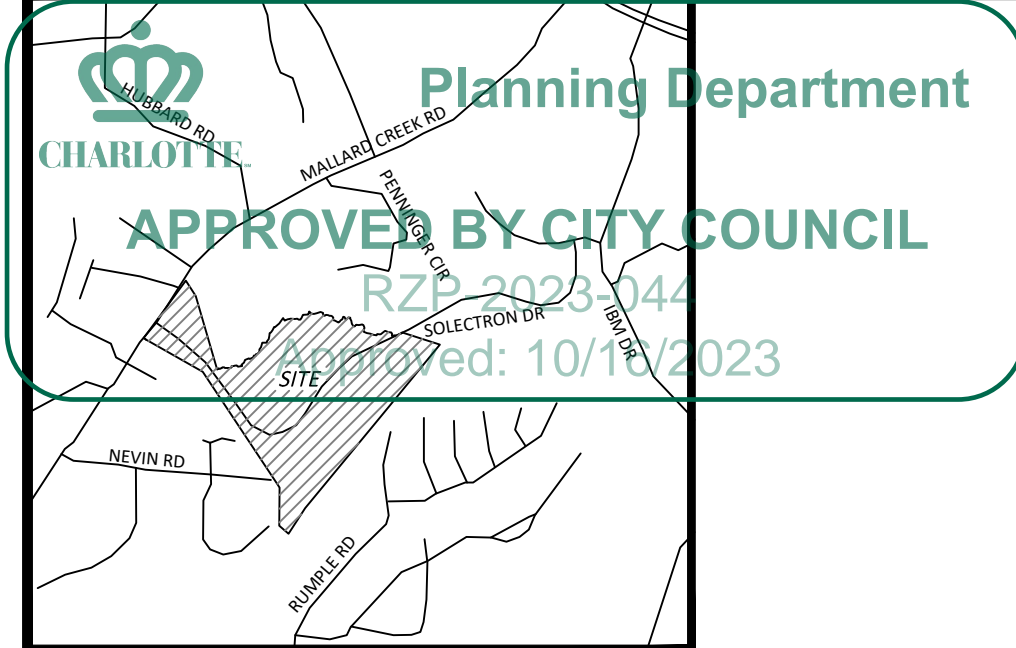 Planning Department
HUBBARD RD
CHARLOTTE
MALLARD CREEK RD
PENNINGER CIR
APPROVED BY CITY COUNCIL
RZP-2023-044
SOLECTRON DR
IBM DR
Approved: 10/16/2023
SITE
NEVIN RD
RUMPLE RD